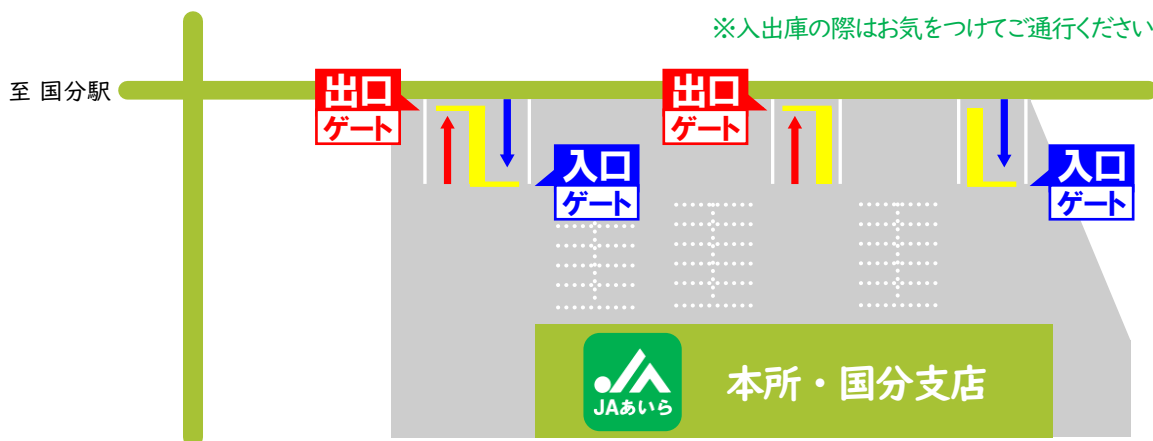 ※入出庫の際はお気をつけてご通行ください
至 国分駅
出口
ゲート
出口
ゲート
入口
ゲート
入口
ゲート
JAあいら
本所・国分支店